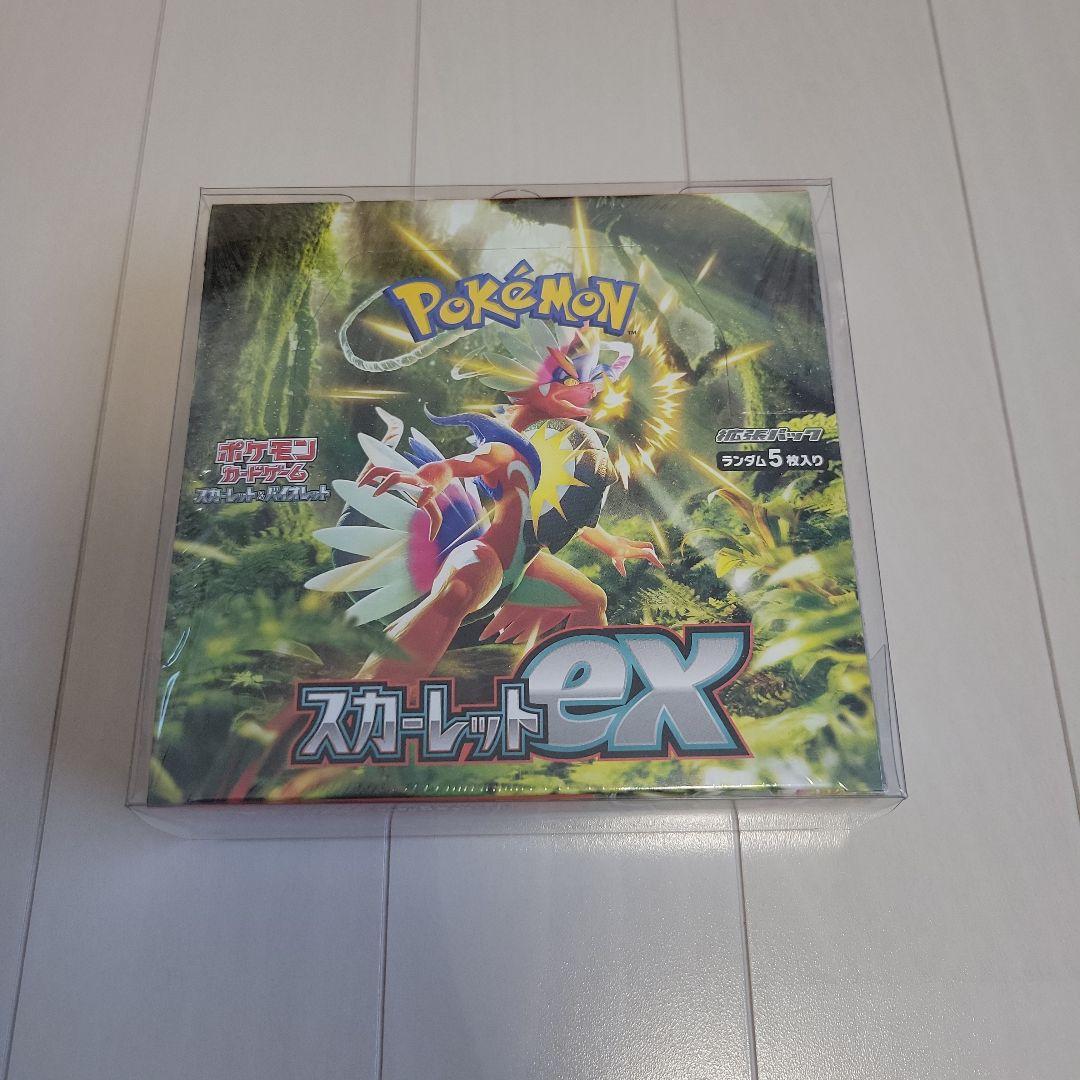 POKéMON
TM
ポケモン
カードゲーム
スカーレット&バイオレット
拡張パック
ランダム5枚入り
スカーレットex